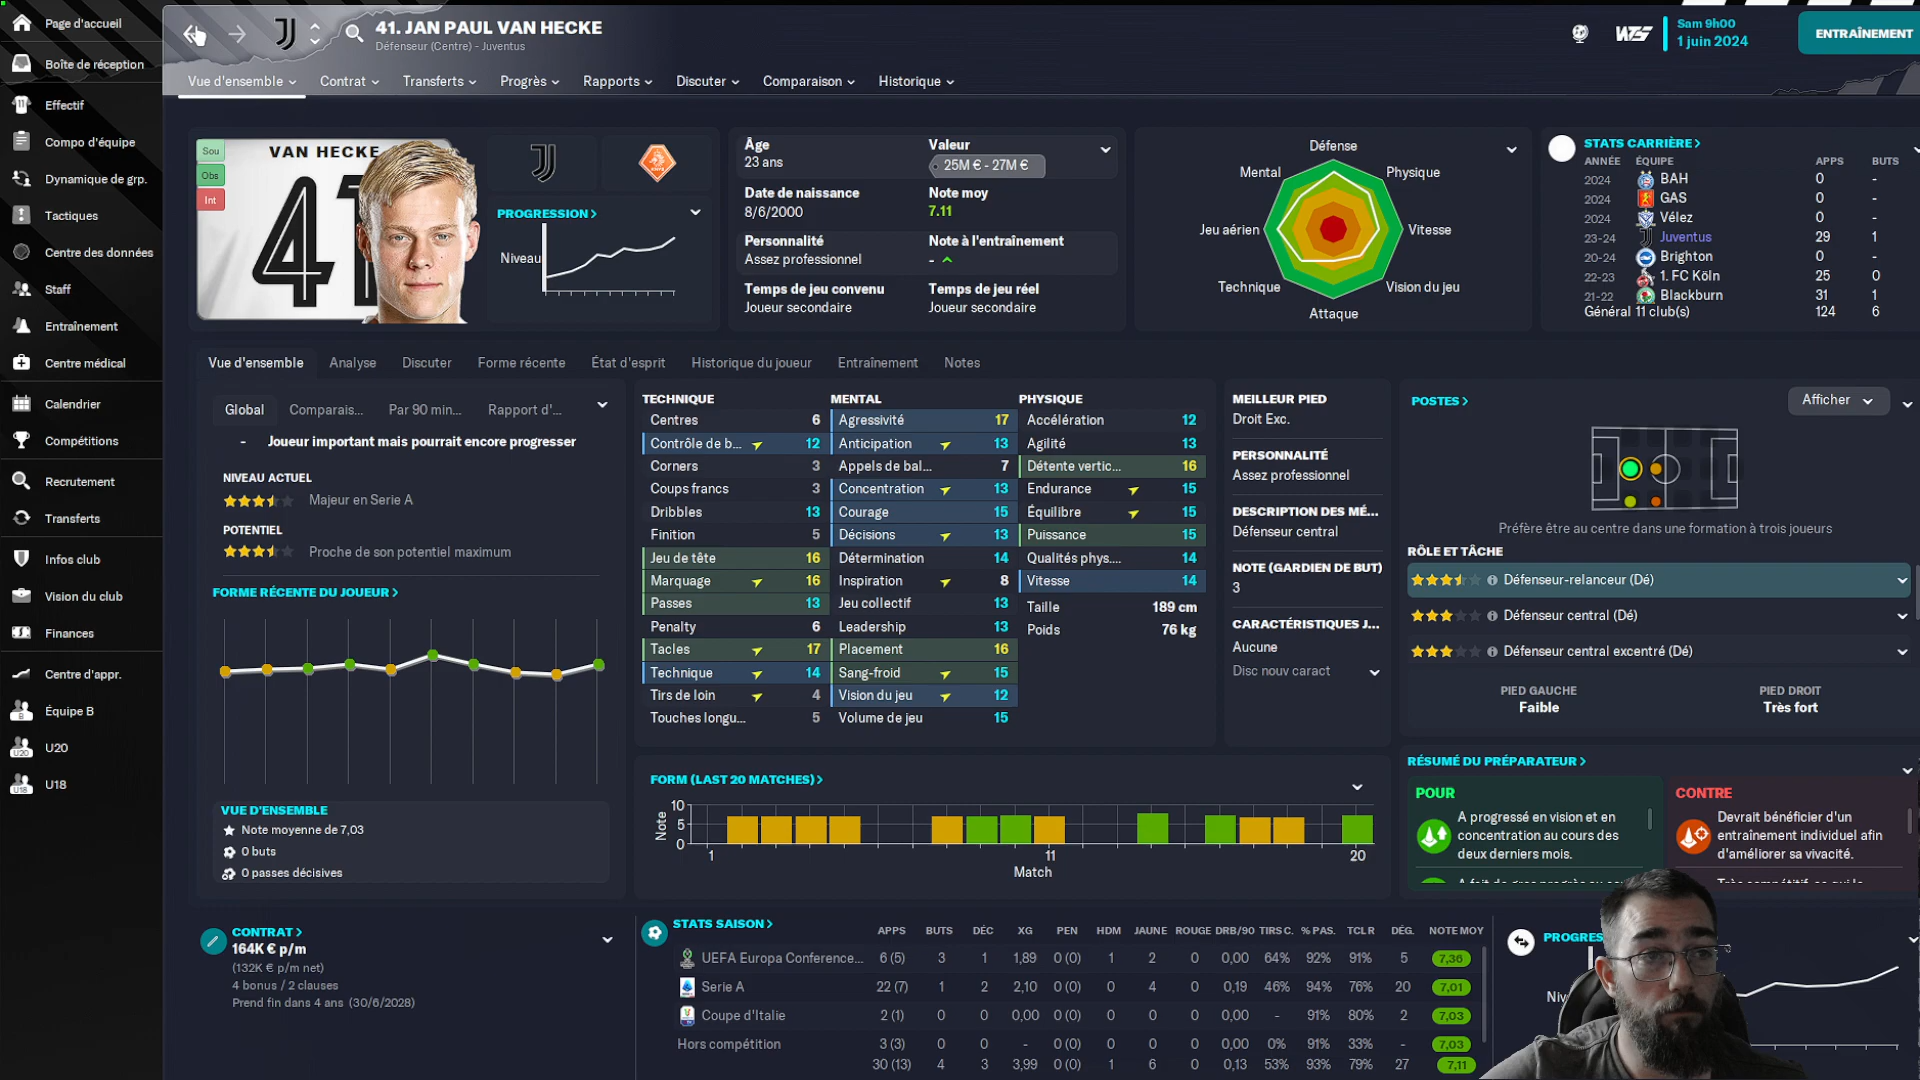 Page d'accueil
Boîte de réception
Effectif
Compo d'équipe
Dynamique de grp.
Tactiques
Centre des données
Staff
Entraînement
Centre médical
Calendrier
Compétitions
Recrutement
Transferts
Infos club
Vision du club
Finances
Centre d'appr.
Équipe B
U20
U18
41. JAN PAUL VAN HECKE
Défenseur (Centre) - Juventus
Sam 9h00
1 juin 2024
ENTRAÎNEMENT
Vue d'ensemble Contrat Transferts Progrès Rapports Discuter Comparaison Historique
Sou
Obs
Int
VAN HECKE
41
PROGRESSION
Niveau
Âge
23 ans
Valeur
25M € - 27M €
Date de naissance
8/6/2000
Note moy
7.11
Personnalité
Assez professionnel
Note à l'entraînement
-
Temps de jeu convenu
Joueur secondaire
Temps de jeu réel
Joueur secondaire
Défense
Mental Physique
Jeu aérien Vitesse
Technique Vision du jeu
Attaque
STATS CARRIÈRE
ANNÉE ÉQUIPE APPS BUTS
2024 BAH 0 -
2024 GAS 0 -
2024 Vélez 0 -
23-24 Juventus 29 1
20-24 Brighton 0 -
22-23 1. FC Köln 25 0
21-22 Blackburn 31 1
Général 11 club(s) 124 6
Vue d'ensemble Analyse Discuter Forme récente État d'esprit Historique du joueur Entraînement Notes
Global Comparais... Par 90 min... Rapport d'...
- Joueur important mais pourrait encore progresser
NIVEAU ACTUEL
Majeur en Serie A
POTENTIEL
Proche de son potentiel maximum
FORME RÉCENTE DU JOUEUR
VUE D'ENSEMBLE
Note moyenne de 7,03
0 buts
0 passes décisives
TECHNIQUE
Centres 6
Contrôle de b... 12
Corners 3
Coups francs 3
Dribbles 13
Finition 5
Jeu de tête 16
Marquage 16
Passes 13
Penalty 6
Tacles 17
Technique 14
Tirs de loin 4
Touches longu... 5
MENTAL
Agressivité 17
Anticipation 13
Appels de bal... 7
Concentration 13
Courage 15
Décisions 13
Détermination 14
Inspiration 8
Jeu collectif 13
Leadership 13
Placement 16
Sang-froid 15
Vision du jeu 12
Volume de jeu 15
PHYSIQUE
Accélération 12
Agilité 13
Détente vertic... 16
Endurance 15
Équilibre 15
Puissance 15
Qualités phys.... 14
Vitesse 14
Taille 189 cm
Poids 76 kg
MEILLEUR PIED
Droit Exc.
PERSONNALITÉ
Assez professionnel
DESCRIPTION DES MÉ...
Défenseur central
NOTE (GARDIEN DE BUT)
3
CARACTÉRISTIQUES J...
Aucune
Disc nouv caract
POSTES
Afficher
Préfère être au centre dans une formation à trois joueurs
RÔLE ET TÂCHE
Défenseur-relanceur (Dé)
Défenseur central (Dé)
Défenseur central excentré (Dé)
PIED GAUCHE
Faible
PIED DROIT
Très fort
FORM (LAST 20 MATCHES)
Note
10
5
0
1 11 20
Match
RÉSUMÉ DU PRÉPARATEUR
POUR
A progressé en vision et en
concentration au cours des
deux derniers mois.
CONTRE
Devrait bénéficier d'un
entraînement individuel afin
d'améliorer sa vivacité.
CONTRAT
164K € p/m
(132K € p/m net)
4 bonus / 2 clauses
Prend fin dans 4 ans (30/6/2028)
STATS SAISON
APPS BUTS DÉC XG PEN HDM JAUNE ROUGE DRB/90 TIRS C. % PAS. TCL R DÉG. NOTE MOY
UEFA Europa Conference... 6 (5) 3 1 1,89 0 (0) 1 2 0 0,00 64% 92% 91% 5 7,36
Serie A 22 (7) 1 2 2,10 0 (0) 0 4 0 0,19 46% 94% 76% 20 7,01
Coupe d'Italie 2 (1) 0 0 0,00 0 (0) 0 0 0 0,00 - 91% 80% 2 7,03
Hors compétition 3 (3) 0 0 - 0 (0) 0 0 0 0,00 0% 91% 33% - 7,03
30 (13) 4 3 3,99 0 (0) 1 6 0 0,13 53% 93% 79% 27 7,11
PROGRES